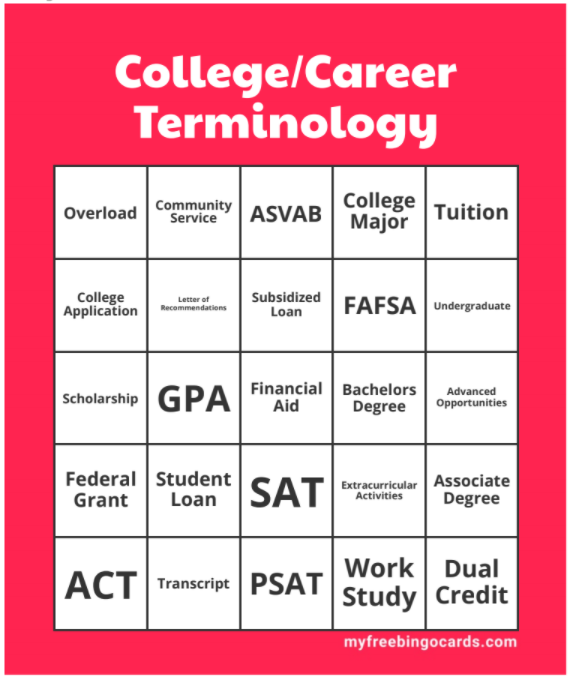 College/Career
Terminology
Overload
Community
Service
ASVAB
College
Major
Tuition
College
Application
Letter of
Recommendations
Subsidized
Loan
FAFSA
Undergraduate
Scholarship
GPA
Financial
Aid
Bachelors
Degree
Advanced
Opportunities
Federal
Grant
Student
Loan
SAT
Extracurricular
Activities
Associate
Degree
ACT
Transcript
PSAT
Work
Study
Dual
Credit
myfreebingocards.com